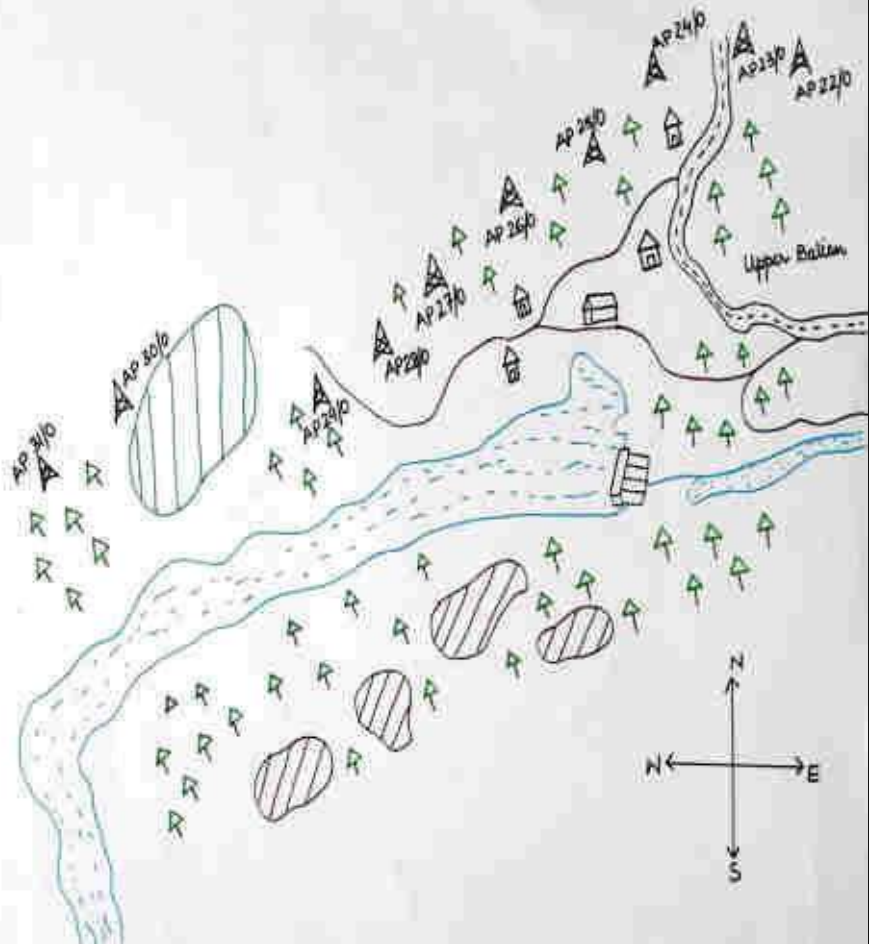 AP 24/0
AP 23/0
AP 22/0
AP 25/0
AP 26/0
Upper Balien
AP 27/0
AP 28/0
AP 30/0
AP 29/0
AP 31/0
N
W
E
S